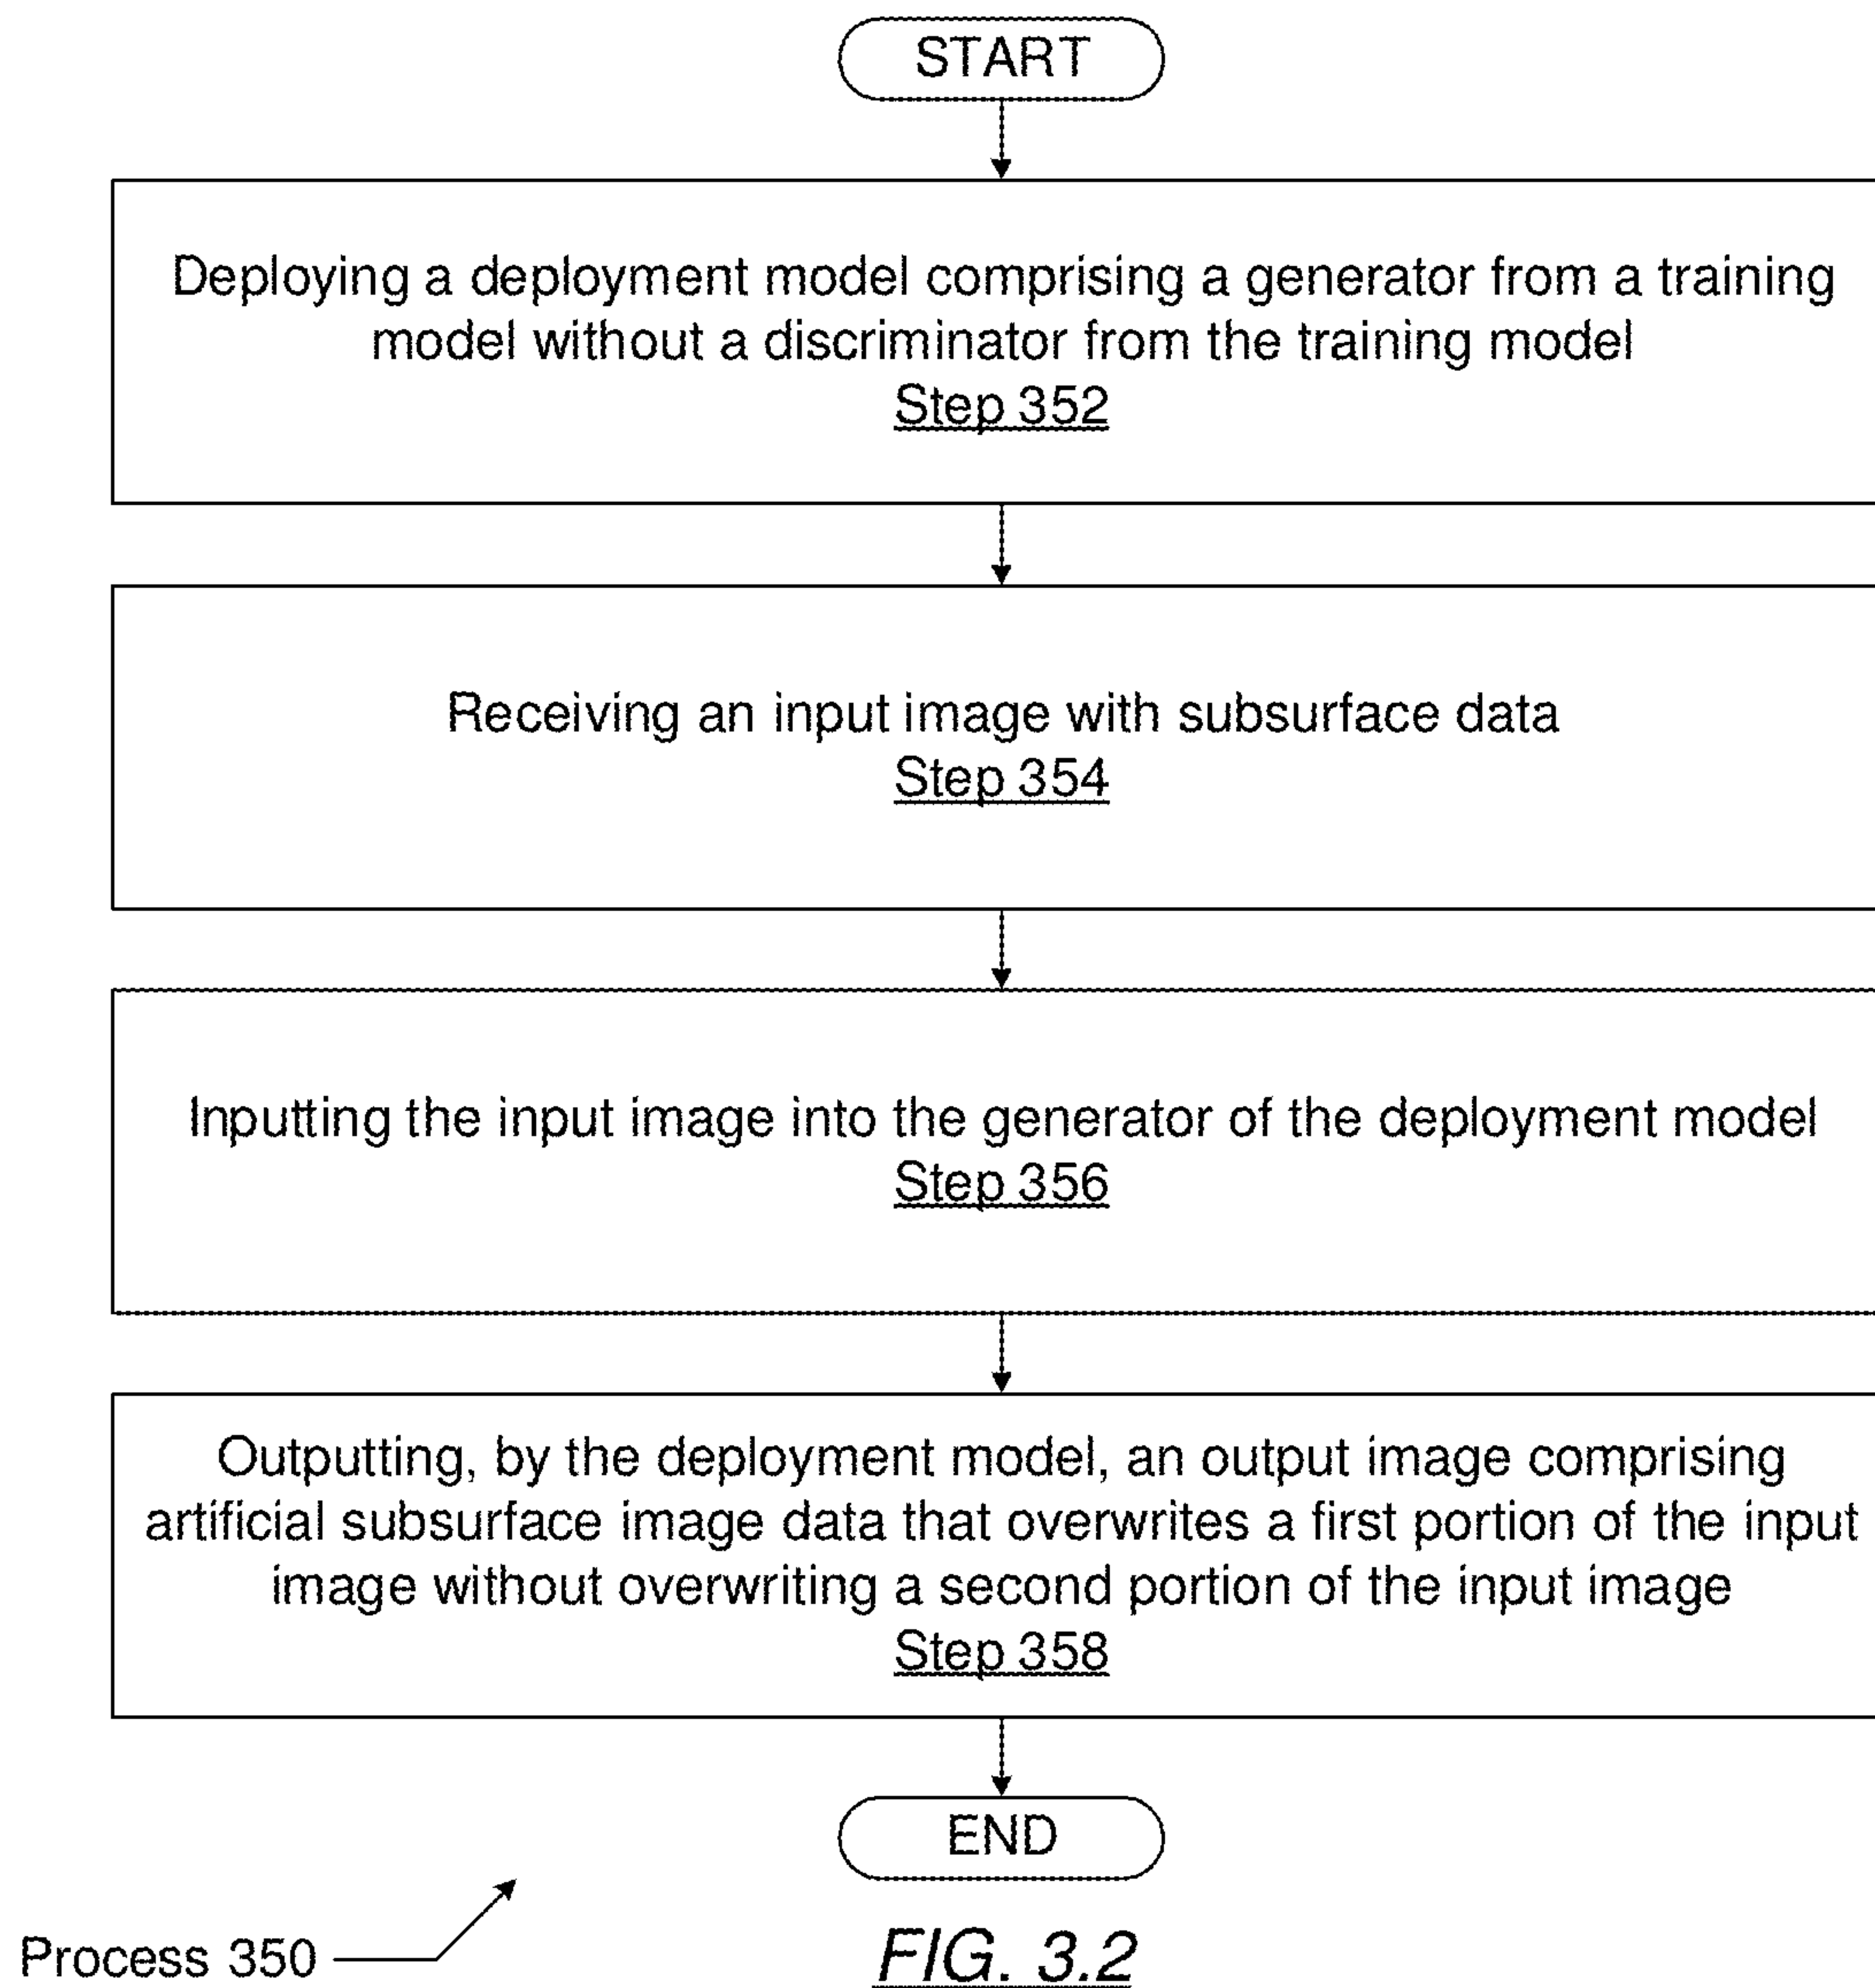 START
Deploying a deployment model comprising a generator from a training
model without a discriminator from the training model
Step 352
Receiving an input image with subsurface data
Step 354
Inputting the input image into the generator of the deployment model
Step 356
Outputting, by the deployment model, an output image comprising
artificial subsurface image data that overwrites a first portion of the input
image without overwriting a second portion of the input image
Step 358
END
Process 350
FIG. 3.2